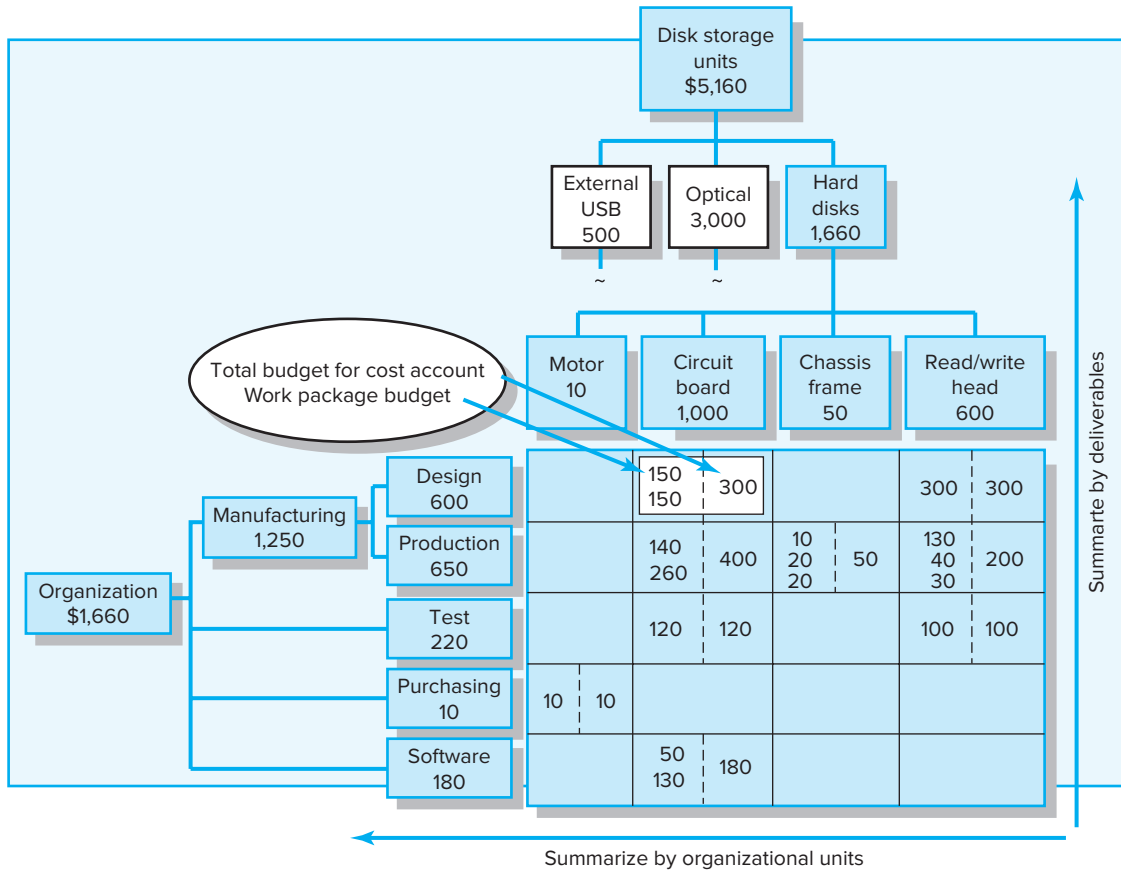 Disk storage
units
$5,160
External
USB
500
Optical
3,000
Hard
disks
1,660
~
~
Total budget for cost account
Work package budget
Motor
10
Circuit
board
1,000
Chassis
frame
50
Read/write
head
600
Organization
$1,660
Manufacturing
1,250
Design
600
150
150
300
300
300
Production
650
140
260
400
10
20
20
50
130
40
30
200
Test
220
120
120
100
100
Purchasing
10
10
10
Software
180
50
130
180
Summarte by deliverables
Summarize by organizational units